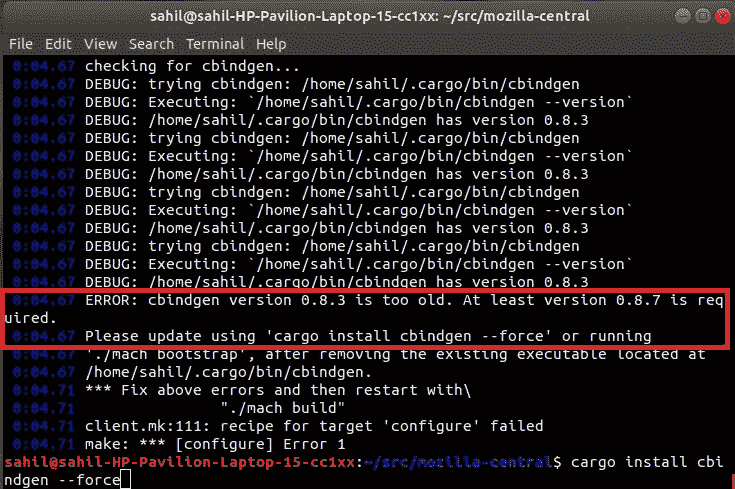 sahil@sahil-HP-Pavilion-Laptop-15-cc1xx: ~/src/mozilla-central
File Edit View Search Terminal Help
0:04.67 checking for cbindgen...
0:04.67 DEBUG: trying cbindgen: /home/sahil/.cargo/bin/cbindgen
0:04.67 DEBUG: Executing: `/home/sahil/.cargo/bin/cbindgen --version`
0:04.67 DEBUG: /home/sahil/.cargo/bin/cbindgen has version 0.8.3
0:04.67 DEBUG: trying cbindgen: /home/sahil/.cargo/bin/cbindgen
0:04.67 DEBUG: Executing: `/home/sahil/.cargo/bin/cbindgen --version`
0:04.67 DEBUG: /home/sahil/.cargo/bin/cbindgen has version 0.8.3
0:04.67 DEBUG: trying cbindgen: /home/sahil/.cargo/bin/cbindgen
0:04.67 DEBUG: Executing: `/home/sahil/.cargo/bin/cbindgen --version`
0:04.67 DEBUG: /home/sahil/.cargo/bin/cbindgen has version 0.8.3
0:04.67 DEBUG: trying cbindgen: /home/sahil/.cargo/bin/cbindgen
0:04.67 DEBUG: Executing: `/home/sahil/.cargo/bin/cbindgen --version`
0:04.67 DEBUG: /home/sahil/.cargo/bin/cbindgen has version 0.8.3
0:04.67 ERROR: cbindgen version 0.8.3 is too old. At least version 0.8.7 is req
uired.
0:04.67 Please update using 'cargo install cbindgen --force' or running
0:04.67 './mach bootstrap', after removing the existing executable located at
0:04.67 /home/sahil/.cargo/bin/cbindgen.
0:04.71 *** Fix above errors and then restart with\
0:04.71 "./mach build"
0:04.71 client.mk:111: recipe for target 'configure' failed
0:04.71 make: *** [configure] Error 1
sahil@sahil-HP-Pavilion-Laptop-15-cc1xx:~/src/mozilla-central$ cargo install cbi
ndgen --force